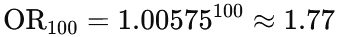 OR₁₀₀ = 1.00575¹⁰⁰ ≈ 1.77